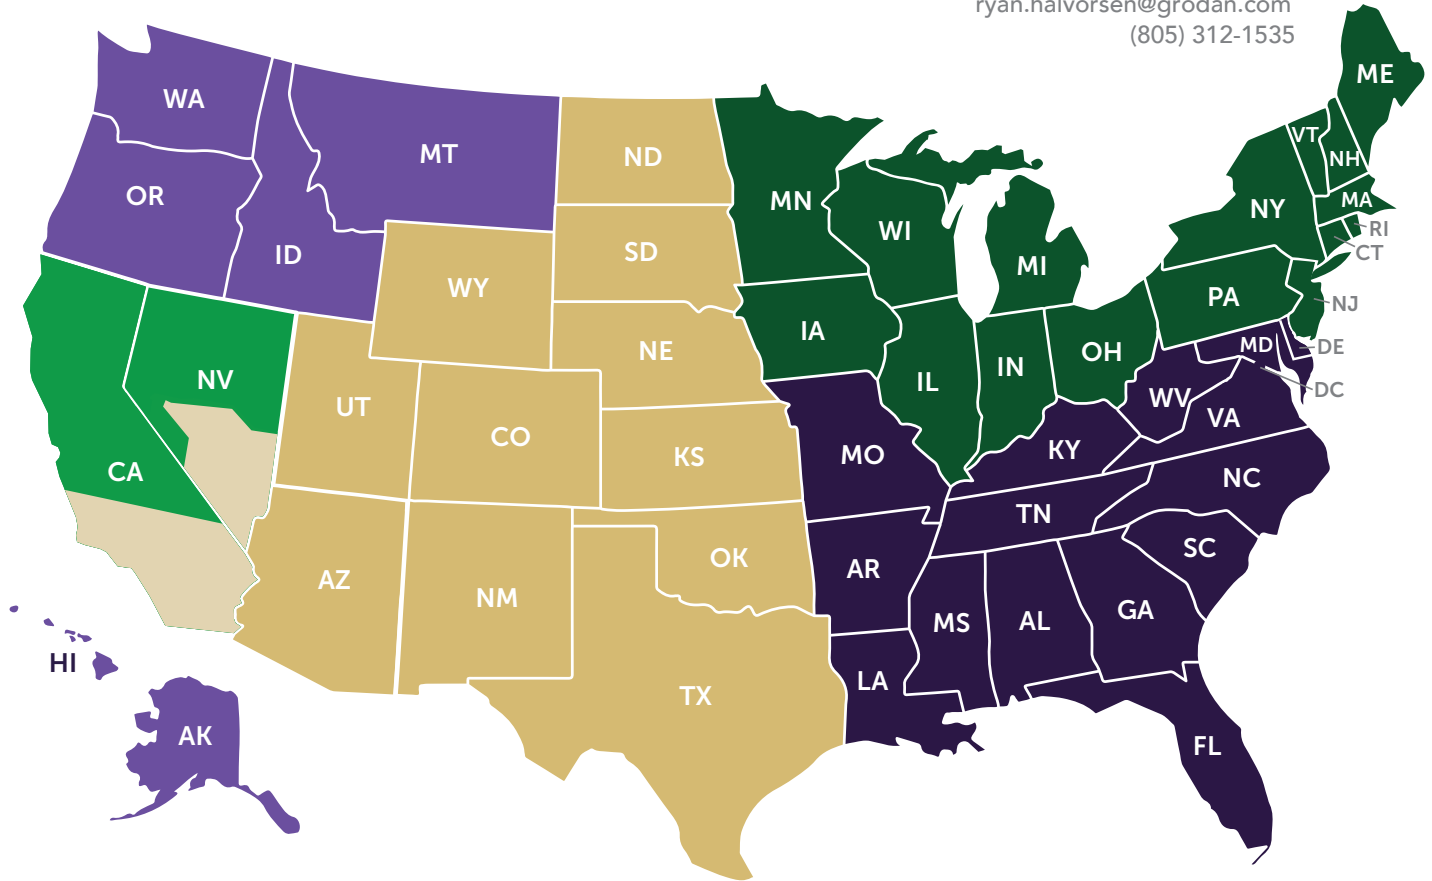 ryan.halvorsen@grodan.com
(805) 312-1535
ME
WA
VT
MT
ND
NH
OR
MN
MA
NY
RI
WI
SD
CT
ID
MI
WY
PA
NJ
IA
NE
MD
DE
OH
IN
NV
IL
DC
UT
WV
VA
CO
KY
MO
KS
CA
NC
TN
SC
OK
AR
AZ
NM
GA
MS
AL
HI
LA
TX
AK
FL